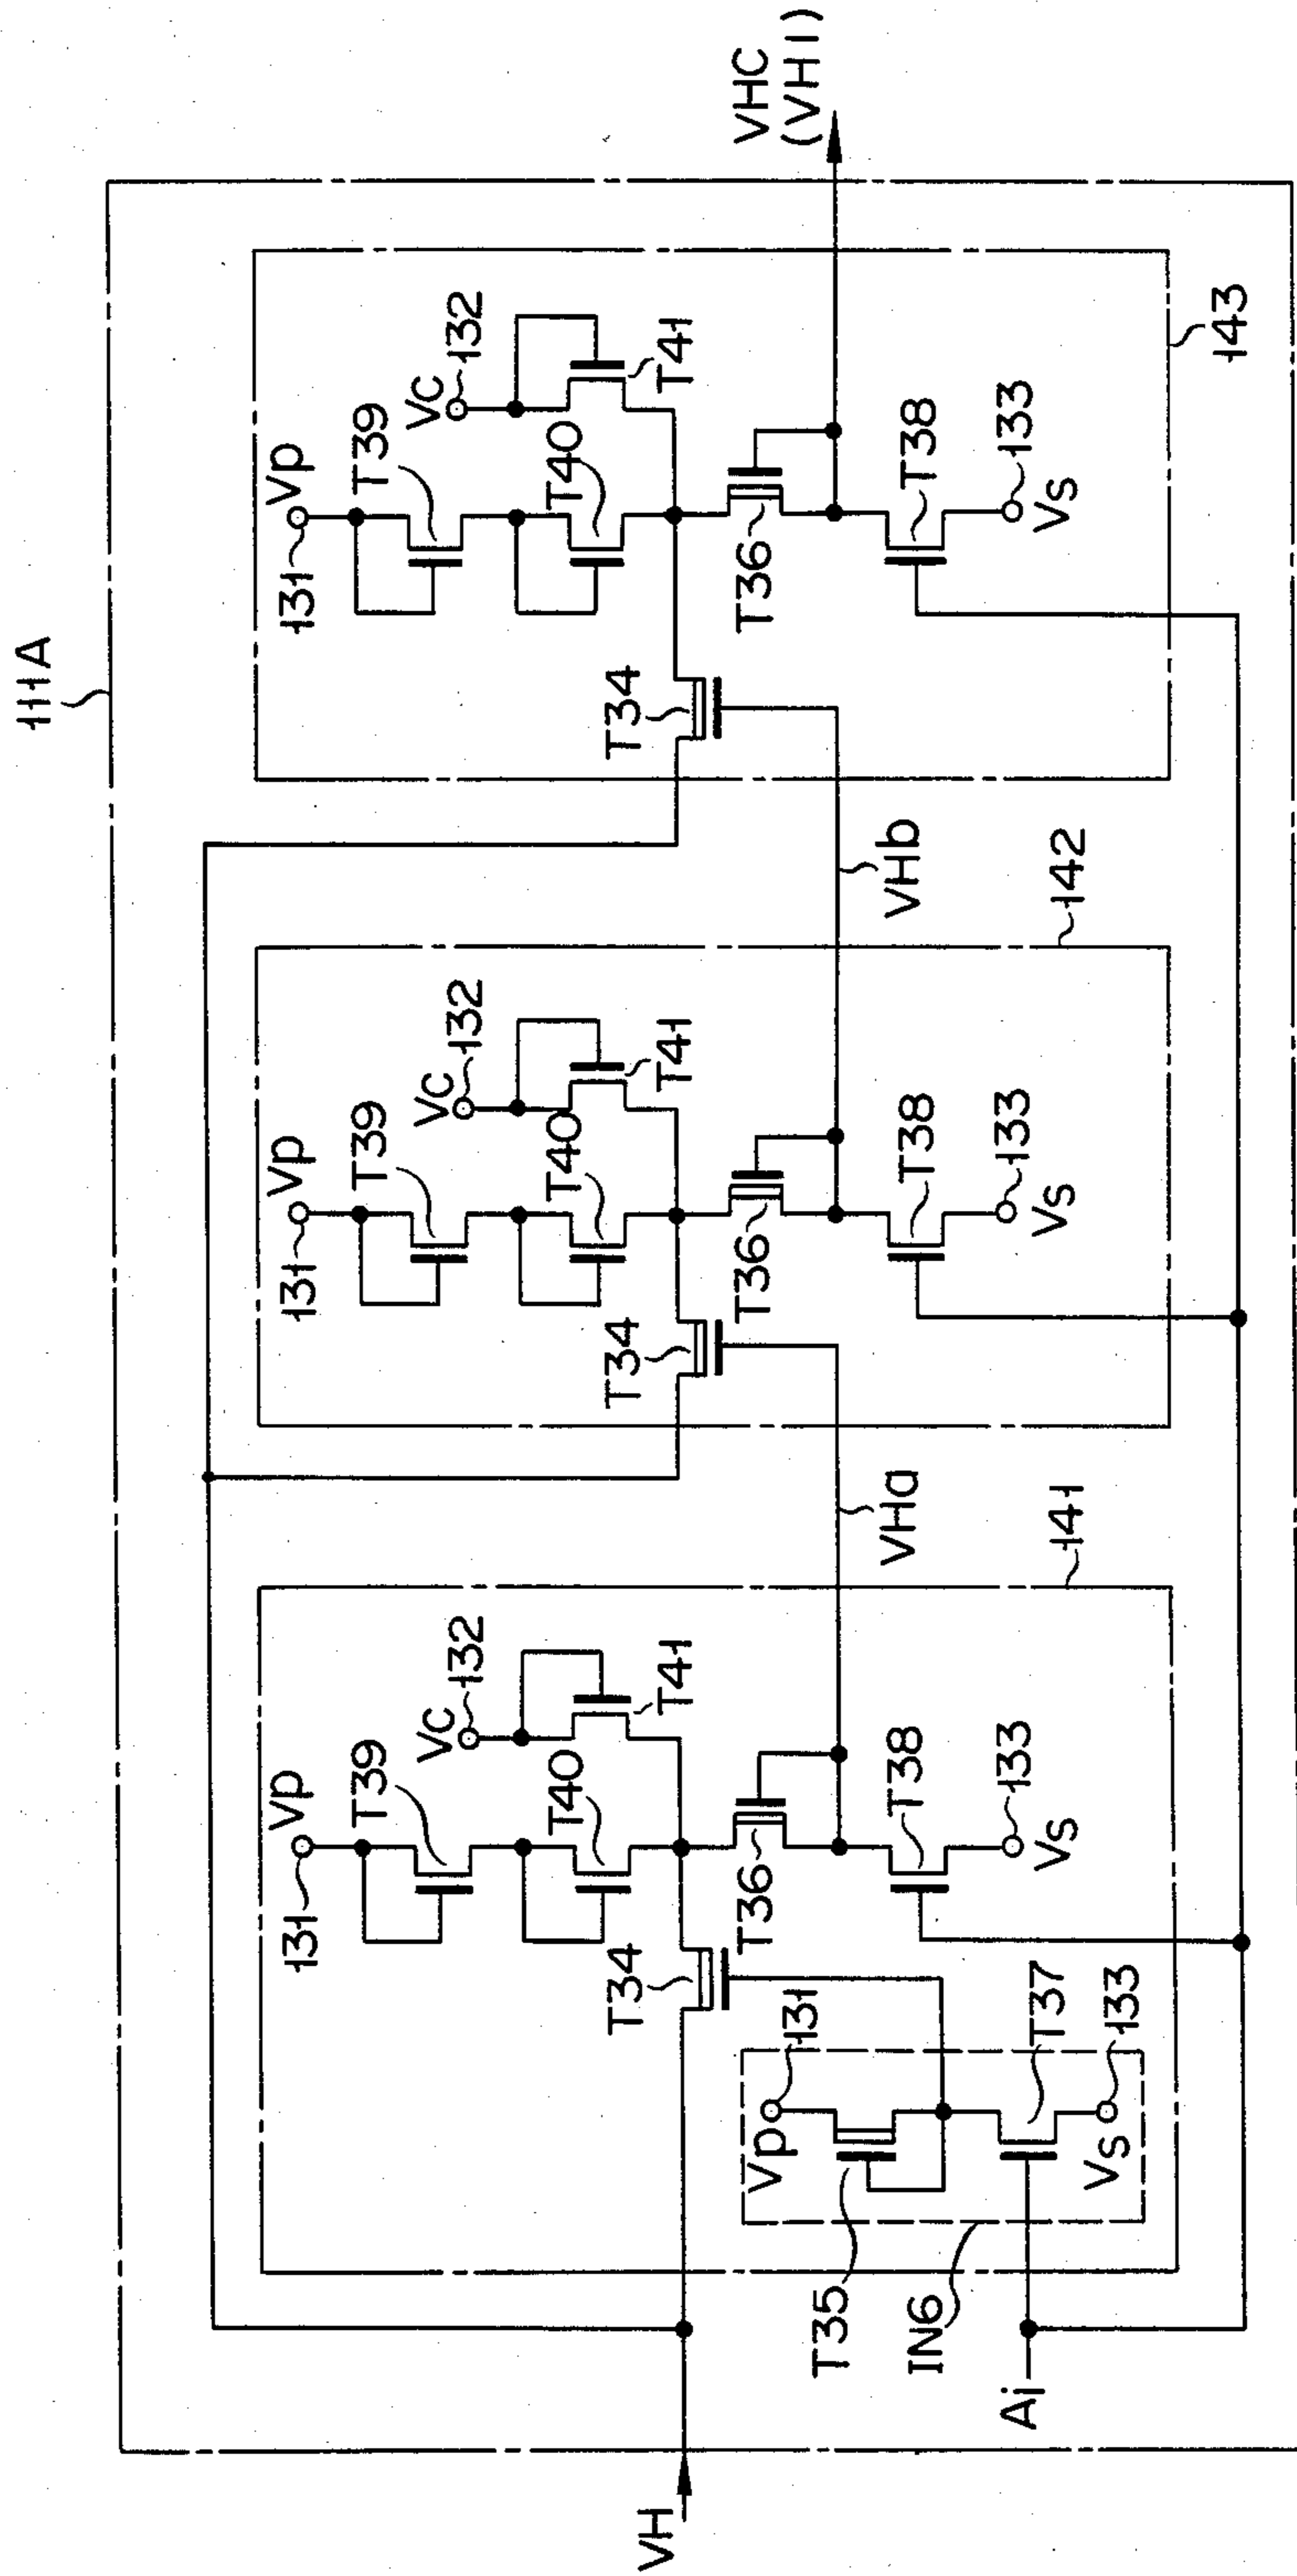 111A
VH
141
131 Vp
T39
VC 132
T40
T41
T34
T36
Vp 131
T35
IN6
T37
Vs 133
T38
133
Vs
Ai
VHa
142
131 Vp
T39
VC 132
T40
T41
T34
T36
T38
133
Vs
VHb
143
131 Vp
T39
VC 132
T40
T41
T34
T36
T38
133
Vs
VHC
(VH1)